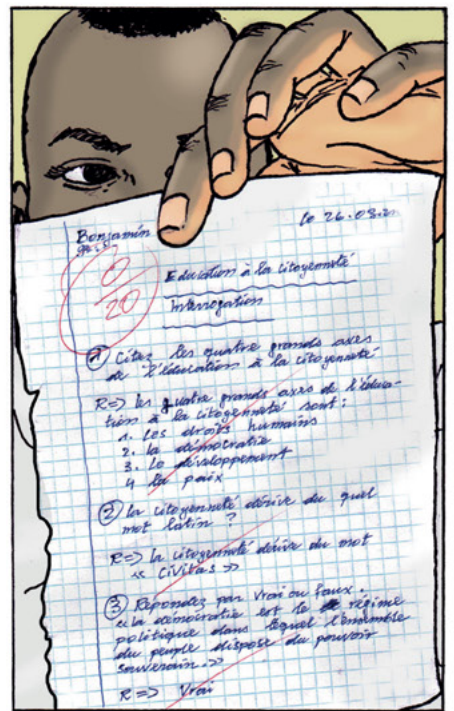 Benjamin
le 26.03.
0/20
Education à la citoyenneté
Interrogation
① Citez les quatre grands axes
de l'éducation à la citoyenneté
R=> les quatre grands axes de l'éduca-
tion à la citoyenneté sont :
1. Les droits humains
2. la démocratie
3. Le développement
4 la paix
② la citoyenneté dérive du quel
mot latin ?
R=> la citoyenneté dérive du mot
« Civitas »
③ Répondez par Vrai ou faux.
« la démocratie est le régime
politique dans lequel l'ensemble
du peuple dispose du pouvoir
souverain. »
R => Vrai